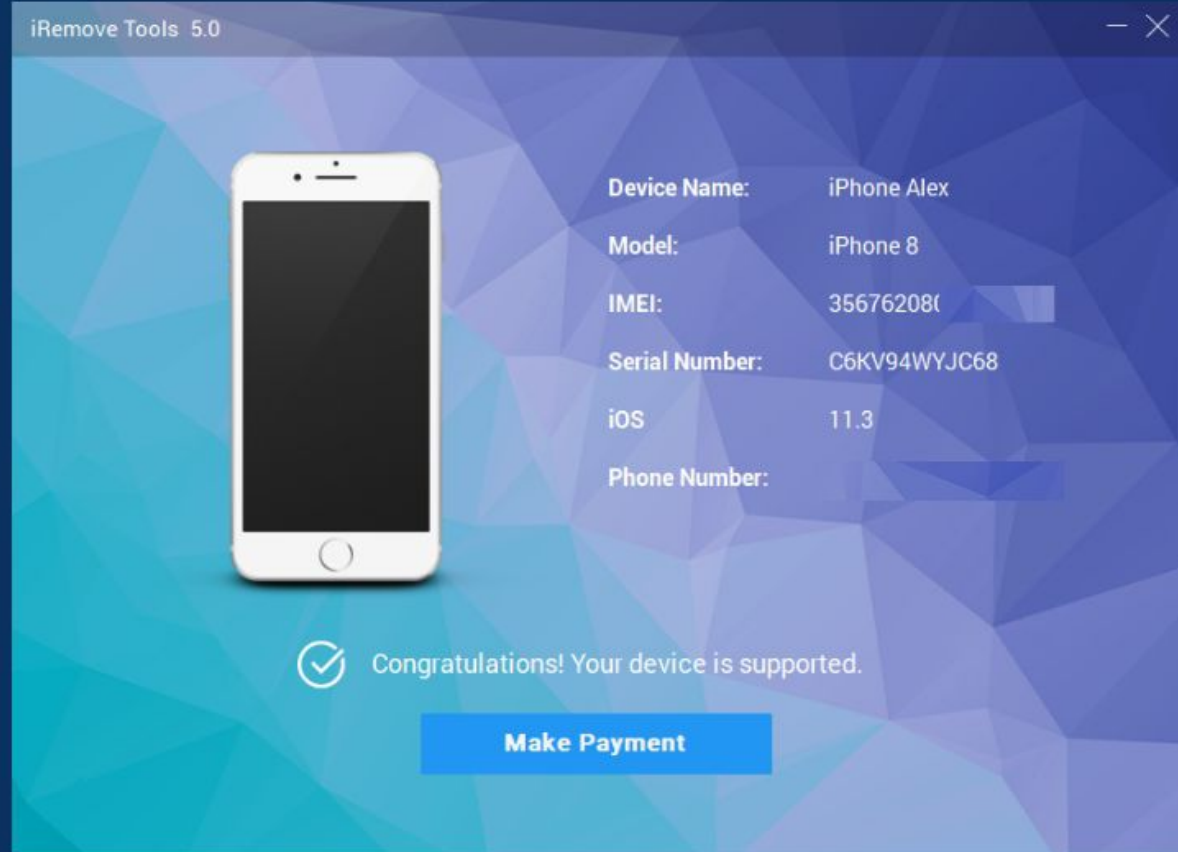 iRemove Tools 5.0
Device Name: iPhone Alex
Model: iPhone 8
IMEI: 35676208
Serial Number: C6KV94WYJC68
iOS 11.3
Phone Number:
Congratulations! Your device is supported.
Make Payment